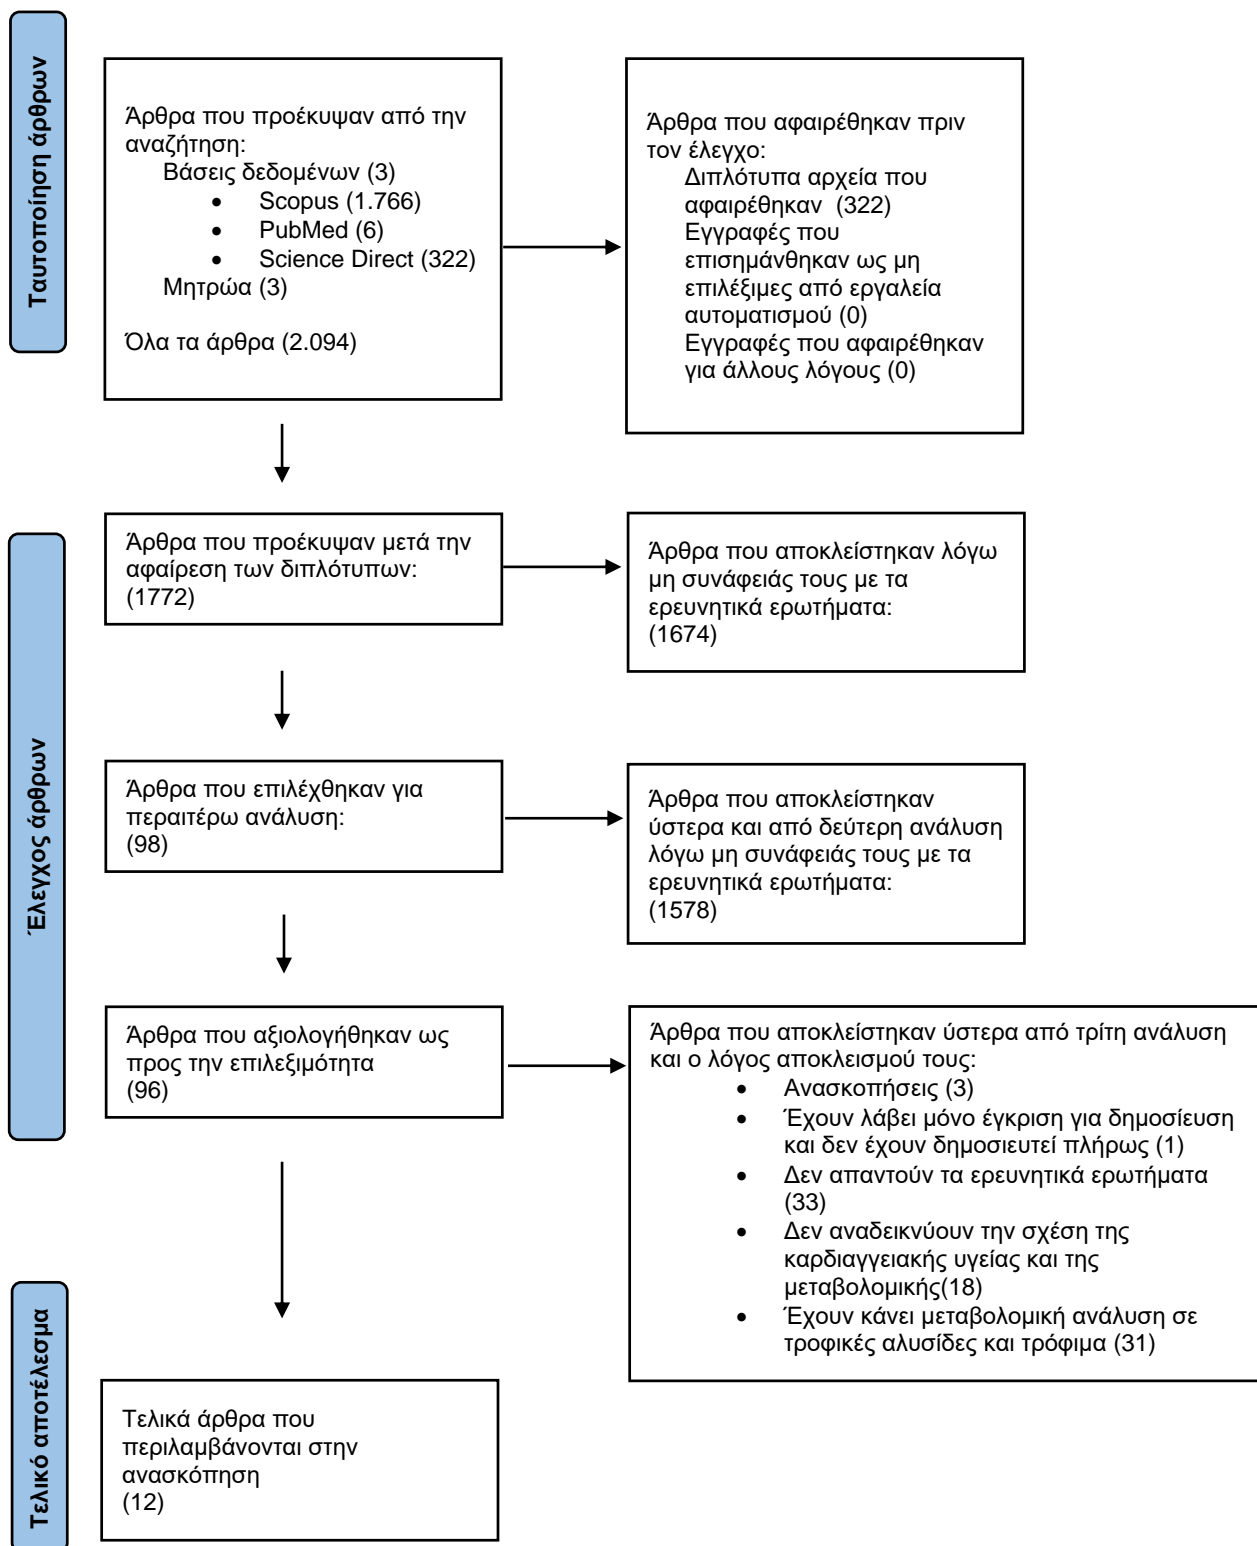 Ταυτοποίηση άρθρων
Άρθρα που προέκυψαν από την
αναζήτηση:
Βάσεις δεδομένων (3)
• Scopus (1.766)
• PubMed (6)
• Science Direct (322)
Μητρώα (3)
Όλα τα άρθρα (2.094)
Άρθρα που αφαιρέθηκαν πριν
τον έλεγχο:
Διπλότυπα αρχεία που
αφαιρέθηκαν (322)
Εγγραφές που
επισημάνθηκαν ως μη
επιλέξιμες από εργαλεία
αυτοματισμού (0)
Εγγραφές που αφαιρέθηκαν
για άλλους λόγους (0)
Έλεγχος άρθρων
Άρθρα που προέκυψαν μετά την
αφαίρεση των διπλότυπων:
(1772)
Άρθρα που αποκλείστηκαν λόγω
μη συνάφειάς τους με τα
ερευνητικά ερωτήματα:
(1674)
Άρθρα που επιλέχθηκαν για
περαιτέρω ανάλυση:
(98)
Άρθρα που αποκλείστηκαν
ύστερα και από δεύτερη ανάλυση
λόγω μη συνάφειάς τους με τα
ερευνητικά ερωτήματα:
(1578)
Άρθρα που αξιολογήθηκαν ως
προς την επιλεξιμότητα
(96)
Άρθρα που αποκλείστηκαν ύστερα από τρίτη ανάλυση
και ο λόγος αποκλεισμού τους:
• Ανασκοπήσεις (3)
• Έχουν λάβει μόνο έγκριση για δημοσίευση
και δεν έχουν δημοσιευτεί πλήρως (1)
• Δεν απαντούν τα ερευνητικά ερωτήματα
(33)
• Δεν αναδεικνύουν την σχέση της
καρδιαγγειακής υγείας και της
μεταβολομικής(18)
• Έχουν κάνει μεταβολομική ανάλυση σε
τροφικές αλυσίδες και τρόφιμα (31)
Τελικό αποτέλεσμα
Τελικά άρθρα που
περιλαμβάνονται στην
ανασκόπηση
(12)